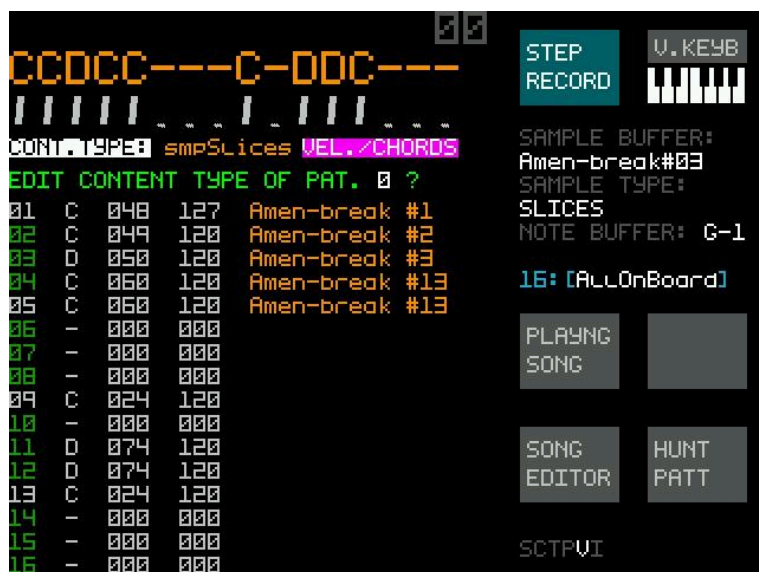 00
CCDCC---C-DDC---
CONT.TYPE: smpSLices VEL./CHORDS
EDIT CONTENT TYPE OF PAT. 0 ?
01 C 048 127 Amen-break #1
02 C 049 120 Amen-break #2
03 D 050 120 Amen-break #3
04 C 060 120 Amen-break #13
05 C 060 120 Amen-break #13
06 - 000 000
07 - 000 000
08 - 000 000
09 C 024 120
10 - 000 000
11 D 074 120
12 D 074 120
13 C 024 120
14 - 000 000
15 - 000 000
16 - 000 000
STEP
RECORD
V.KEYB
SAMPLE BUFFER:
Amen-break#03
SAMPLE TYPE:
SLICES
NOTE BUFFER: G-1
16:[ALLOnBoard]
PLAYNG
SONG
SONG
EDITOR
HUNT
PATT
SCTPVI